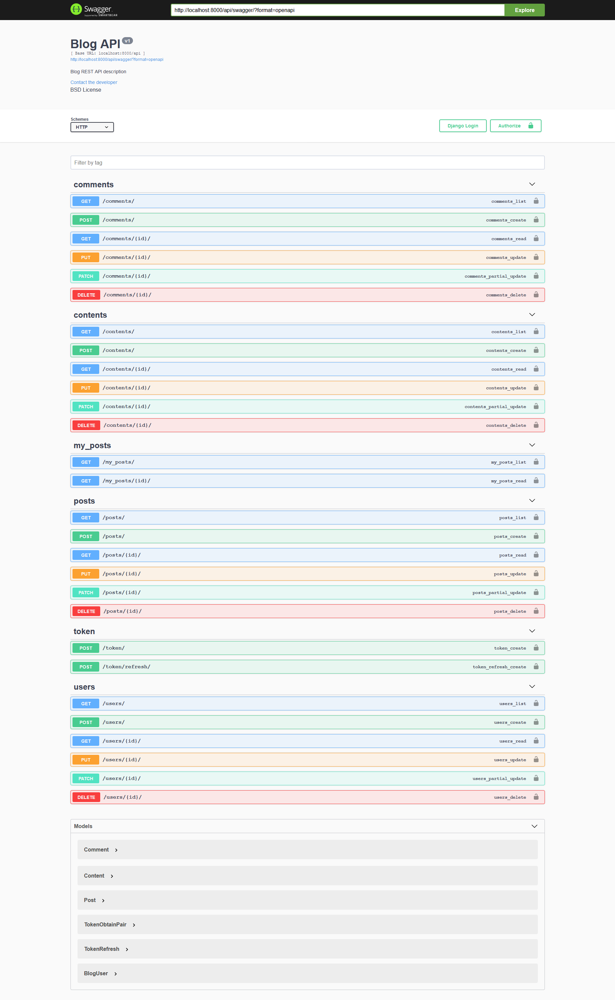 Swagger.
Supported by SMARTBEAR
http://localhost:8000/api/swagger/?format=openapi
Explore
Blog API v1
[ Base URL: localhost:8000/api ]
http://localhost:8000/api/swagger/?format=openapi
Blog REST API description
Contact the developer
BSD License
Schemes
HTTP
Django Login
Authorize
Filter by tag
comments
GET /comments/ comments_list
POST /comments/ comments_create
GET /comments/{id}/ comments_read
PUT /comments/{id}/ comments_update
PATCH /comments/{id}/ comments_partial_update
DELETE /comments/{id}/ comments_delete
contents
GET /contents/ contents_list
POST /contents/ contents_create
GET /contents/{id}/ contents_read
PUT /contents/{id}/ contents_update
PATCH /contents/{id}/ contents_partial_update
DELETE /contents/{id}/ contents_delete
my_posts
GET /my_posts/ my_posts_list
GET /my_posts/{id}/ my_posts_read
posts
GET /posts/ posts_list
POST /posts/ posts_create
GET /posts/{id}/ posts_read
PUT /posts/{id}/ posts_update
PATCH /posts/{id}/ posts_partial_update
DELETE /posts/{id}/ posts_delete
token
POST /token/ token_create
POST /token/refresh/ token_refresh_create
users
GET /users/ users_list
POST /users/ users_create
GET /users/{id}/ users_read
PUT /users/{id}/ users_update
PATCH /users/{id}/ users_partial_update
DELETE /users/{id}/ users_delete
Models
Comment
Content
Post
TokenObtainPair
TokenRefresh
BlogUser